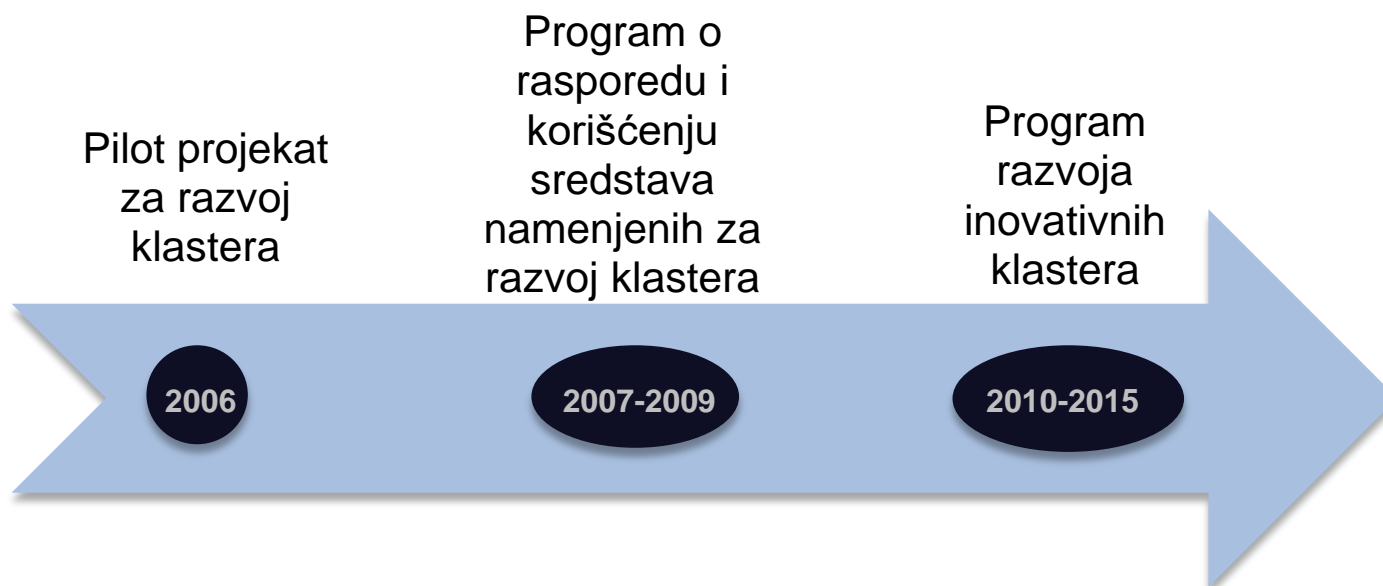 Pilot projekat
za razvoj
klastera
Program o
rasporedu i
korišćenju
sredstava
namenjenih za
razvoj klastera
Program
razvoja
inovativnih
klastera
2006
2007-2009
2010-2015